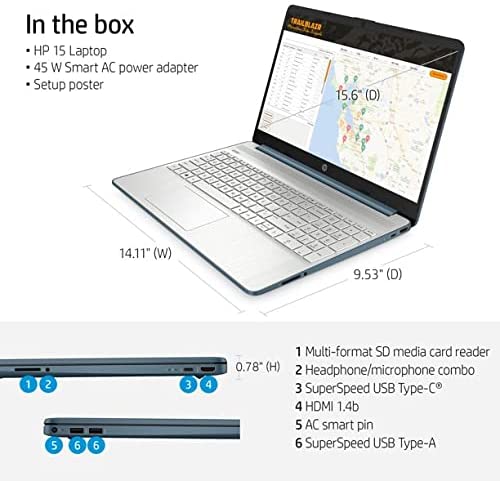 In the box
• HP 15 Laptop
• 45 W Smart AC power adapter
• Setup poster
TRAILBLAZR
15.6" (D)
hp
14.11" (W)
9.53" (D)
0.78" (H)
1 2 3 4
5 6 6
1 Multi-format SD media card reader
2 Headphone/microphone combo
3 SuperSpeed USB Type-C®
4 HDMI 1.4b
5 AC smart pin
6 SuperSpeed USB Type-A